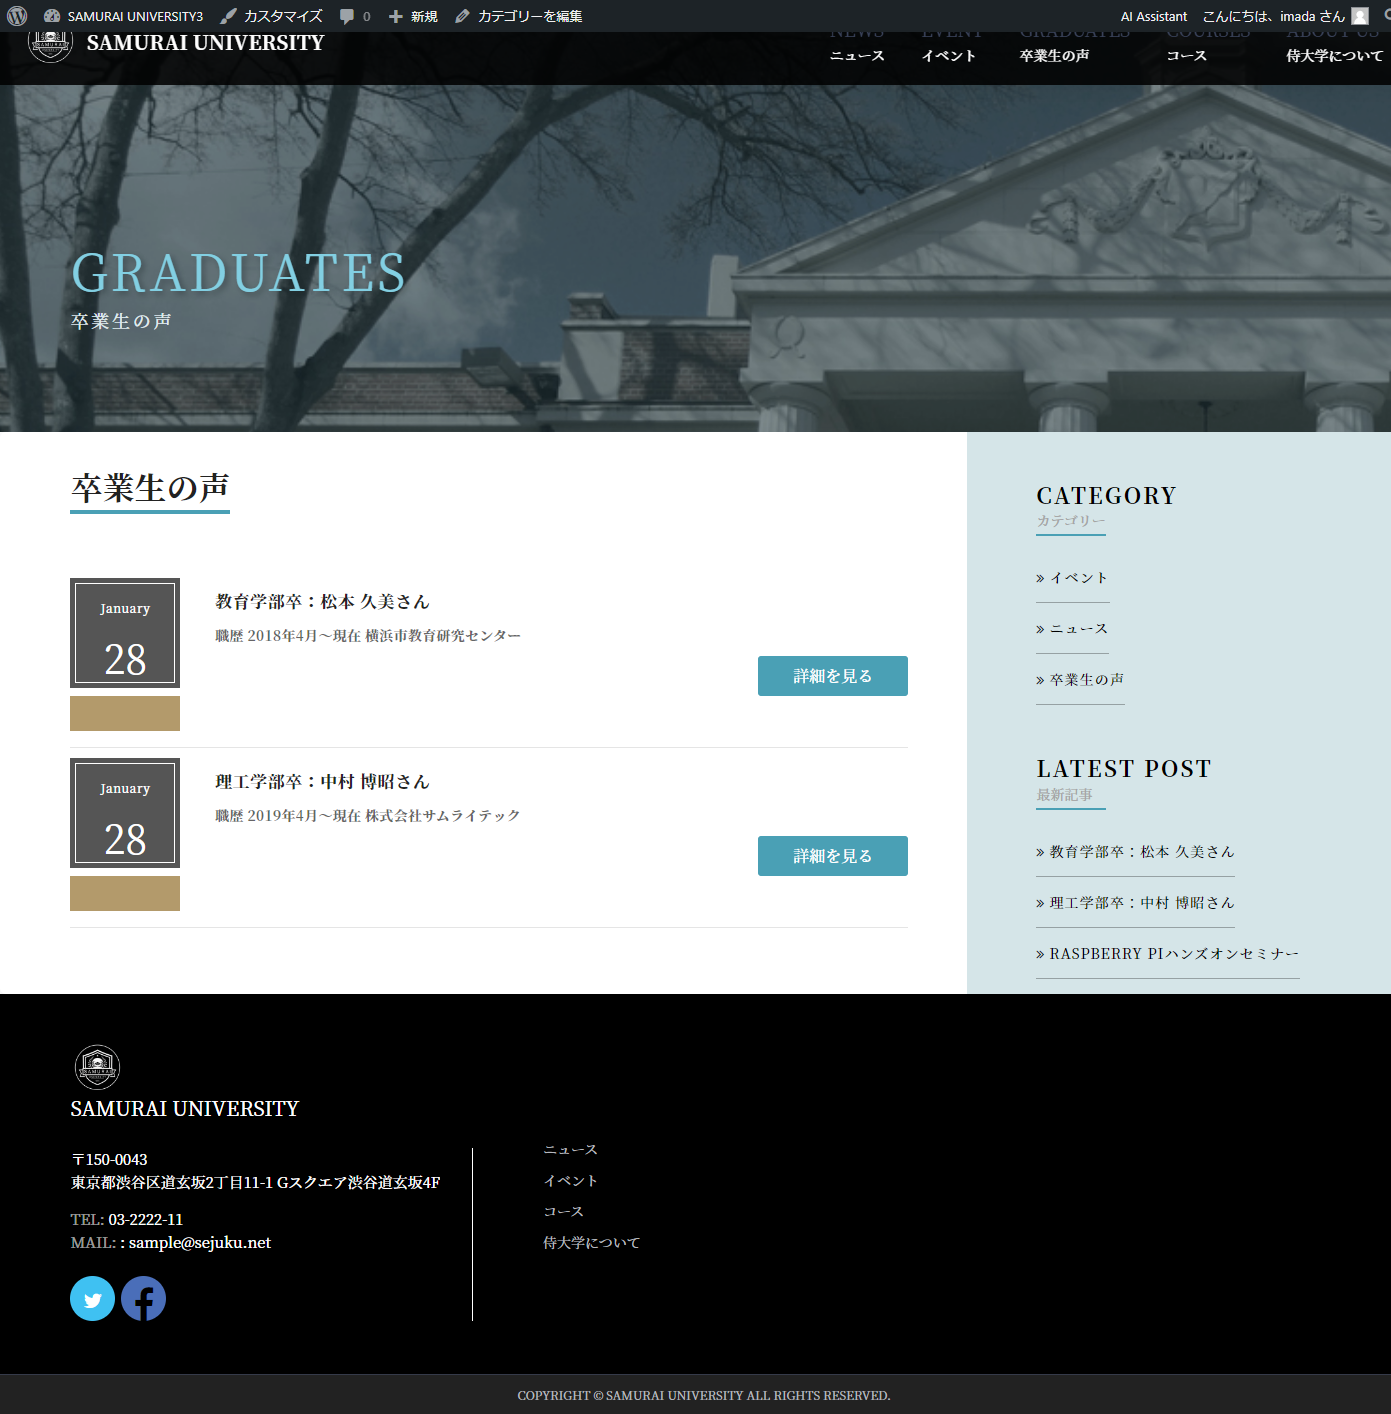 SAMURAI UNIVERSITY3 カスタマイズ 0 新規 カテゴリーを編集 AI Assistant こんにちは、imada さん
SAMURAI UNIVERSITY
NEWS EVENT GRADUATES COURSES ABOUT US
ニュース イベント 卒業生の声 コース 侍大学について
GRADUATES
卒業生の声
卒業生の声
January
28
教育学部卒：松本 久美さん
職歴 2018年4月～現在 横浜市教育研究センター
詳細を見る
January
28
理工学部卒：中村 博昭さん
職歴 2019年4月～現在 株式会社サムライテック
詳細を見る
CATEGORY
カテゴリー
» イベント
» ニュース
» 卒業生の声
LATEST POST
最新記事
» 教育学部卒：松本 久美さん
» 理工学部卒：中村 博昭さん
» RASPBERRY PIハンズオンセミナー
SAMURAI
SAMURAI UNIVERSITY
〒150-0043
東京都渋谷区道玄坂2丁目11-1 Gスクエア渋谷道玄坂4F
TEL: 03-2222-11
MAIL: : sample@sejuku.net
ニュース
イベント
コース
侍大学について
COPYRIGHT © SAMURAI UNIVERSITY ALL RIGHTS RESERVED.